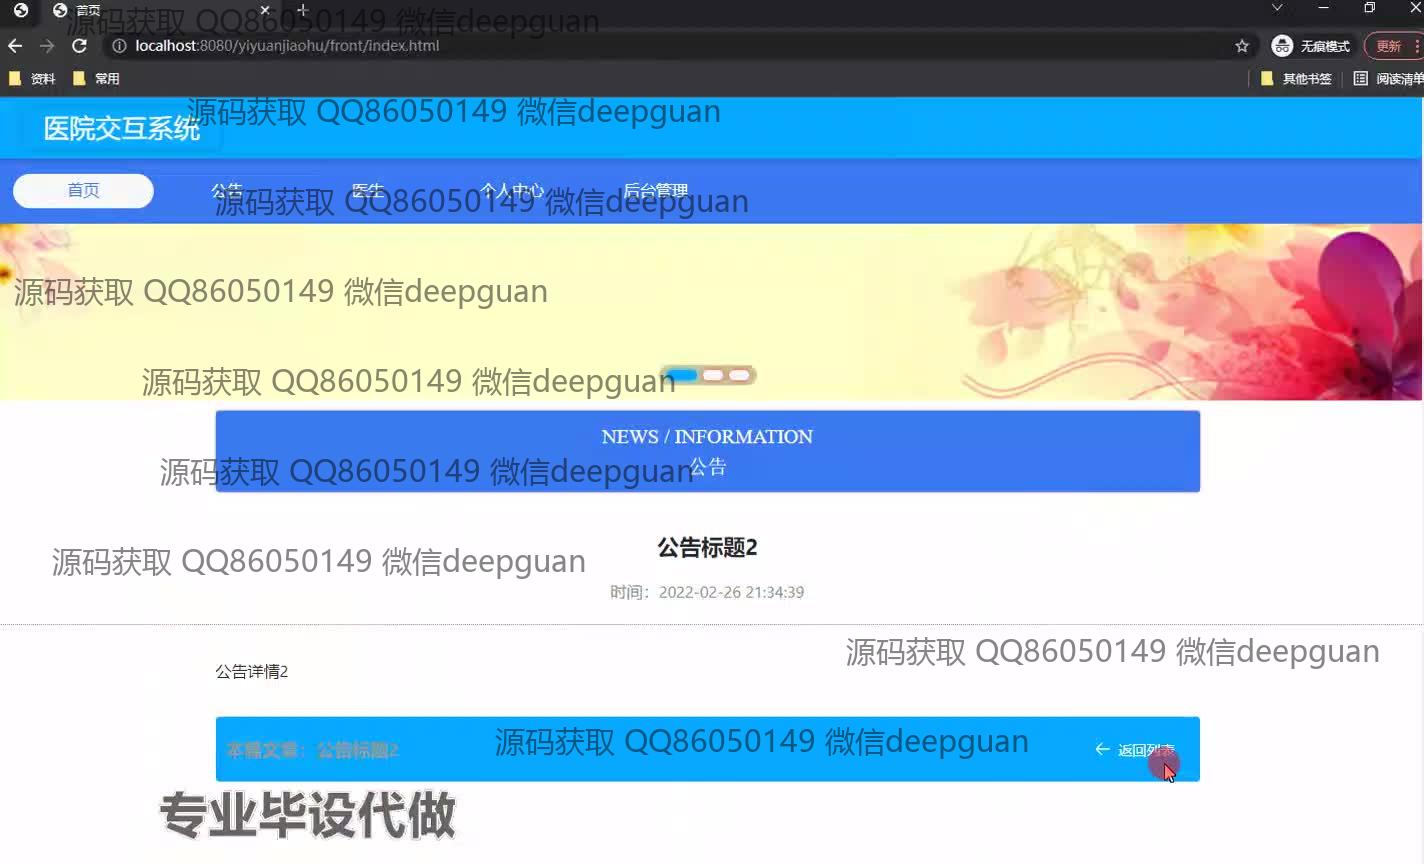 首页
源码获取 QQ86050149 微信deepguan
localhost:8080/yiyuanjiaohu/front/index.html
无痕模式
更新
资料
常用
其他书签
阅读清单
源码获取 QQ86050149 微信deepguan
医院交互系统
首页
公告
医生
个人中心
后台管理
源码获取 QQ86050149 微信deepguan
源码获取 QQ86050149 微信deepguan
源码获取 QQ86050149 微信deepguan
NEWS / INFORMATION
公告
源码获取 QQ86050149 微信deepguan
公告标题2
源码获取 QQ86050149 微信deepguan
时间：2022-02-26 21:34:39
源码获取 QQ86050149 微信deepguan
公告详情2
源码获取 QQ86050149 微信deepguan
本篇文章：公告标题2
返回列表
专业毕设代做